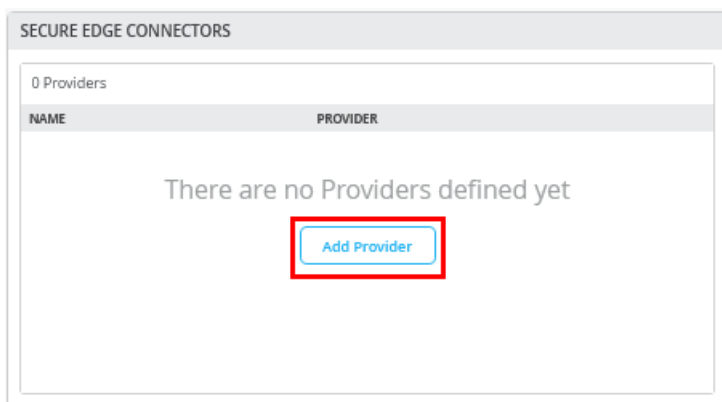 SECURE EDGE CONNECTORS
0 Providers
NAME PROVIDER
There are no Providers defined yet
Add Provider